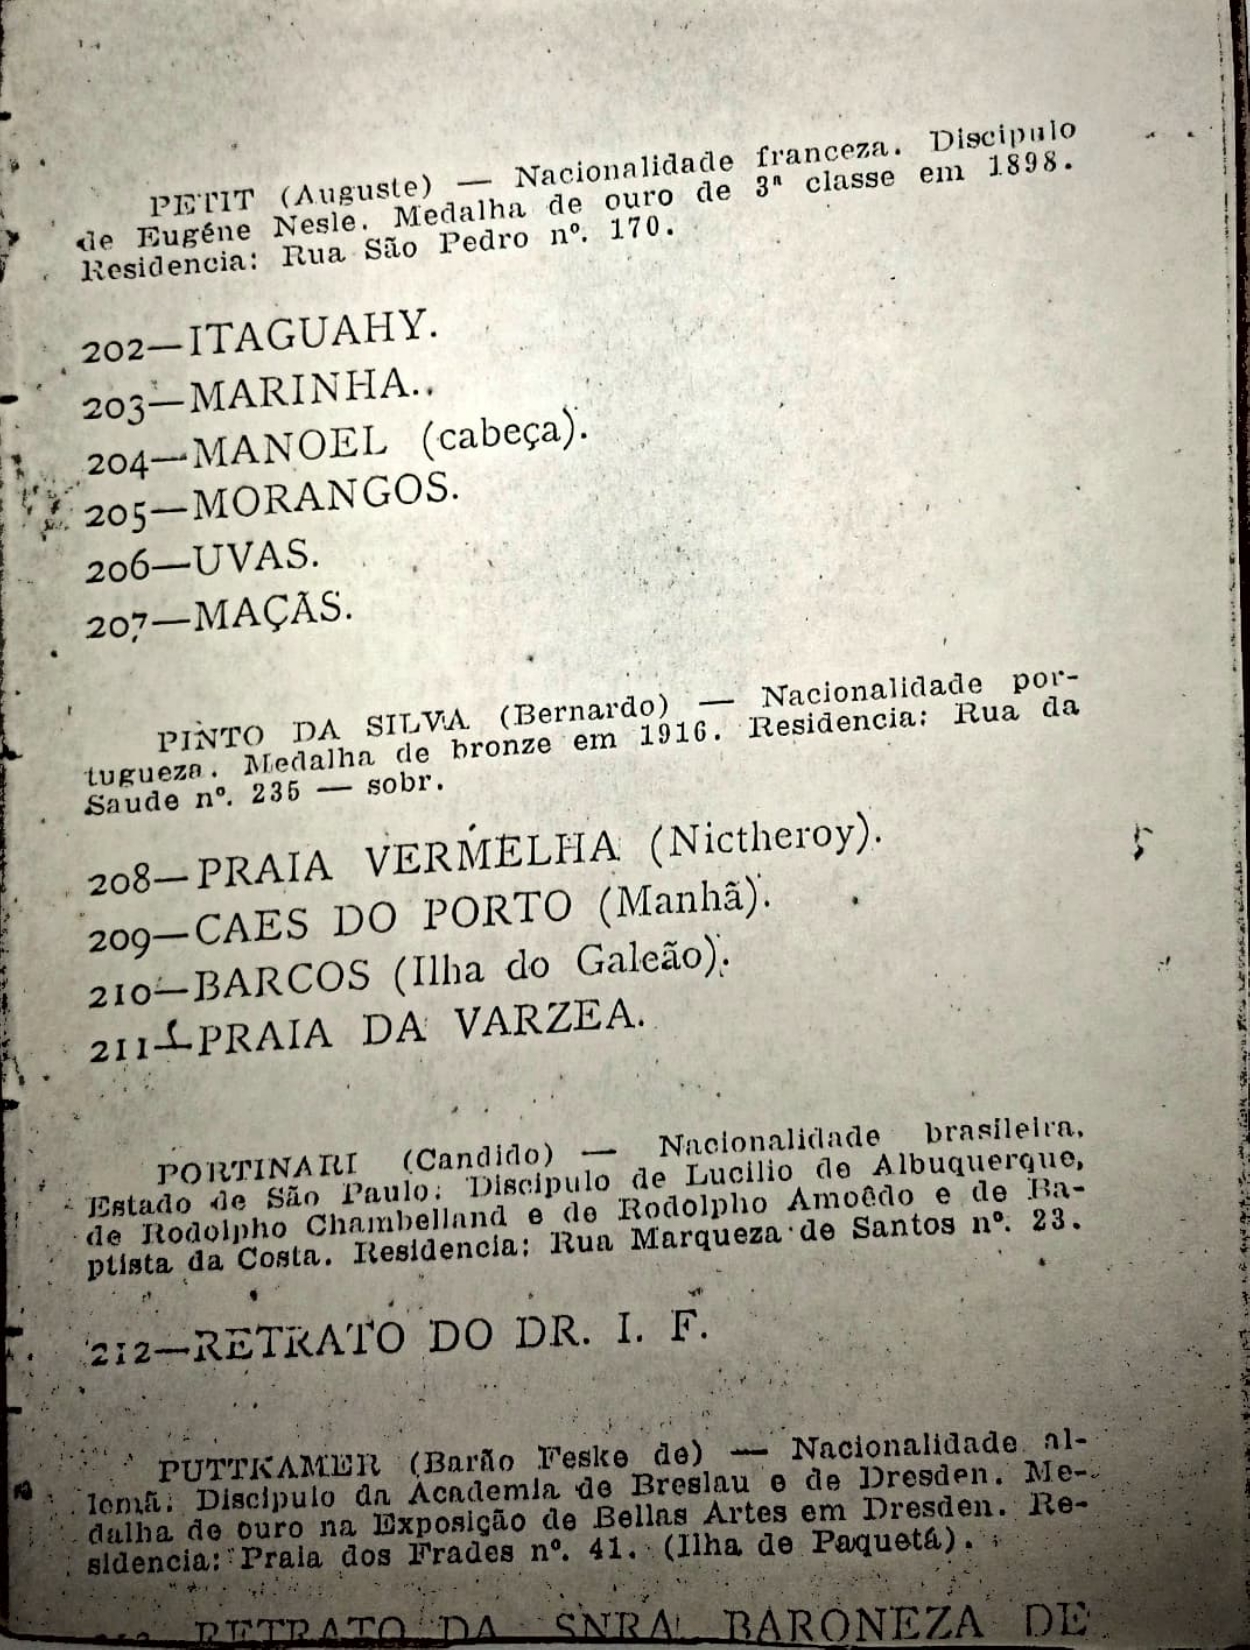 PETIT (Auguste) — Nacionalidade franceza. Discipulo
de Eugéne Nesle. Medalha de ouro de 3ª classe em 1898.
Residencia: Rua São Pedro nº. 170.
202—ITAGUAHY.
203—MARINHA..
204—MANOEL (cabeça).
205—MORANGOS.
206—UVAS.
207—MAÇÃS.
PINTO DA SILVA (Bernardo) — Nacionalidade por-
tugueza. Medalha de bronze em 1916. Residencia: Rua da
Saude nº. 235 — sobr.
208—PRAIA VERMELHA (Nictheroy).
209—CAES DO PORTO (Manhã).
210—BARCOS (Ilha do Galeão).
211—PRAIA DA VARZEA.
PORTINARI (Candido) — Nacionalidade brasileira,
Estado de São Paulo. Discipulo de Lucilio de Albuquerque,
de Rodolpho Chambelland e de Rodolpho Amoêdo e de Ba-
ptista da Costa. Residencia: Rua Marqueza de Santos nº. 23.
212—RETRATO DO DR. I. F.
PUTTKAMER (Barão Feske de) — Nacionalidade al-
lemã. Discipulo da Academia de Breslau e de Dresden. Me-
dalha de ouro na Exposição de Bellas Artes em Dresden. Re-
sidencia: Praia dos Frades nº. 41. (Ilha de Paquetá).
RETRATO DA SNRA. BARONEZA DE